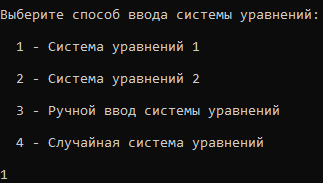 Выберите способ ввода системы уравнений:
1 - Система уравнений 1
2 - Система уравнений 2
3 - Ручной ввод системы уравнений
4 - Случайная система уравнений
1